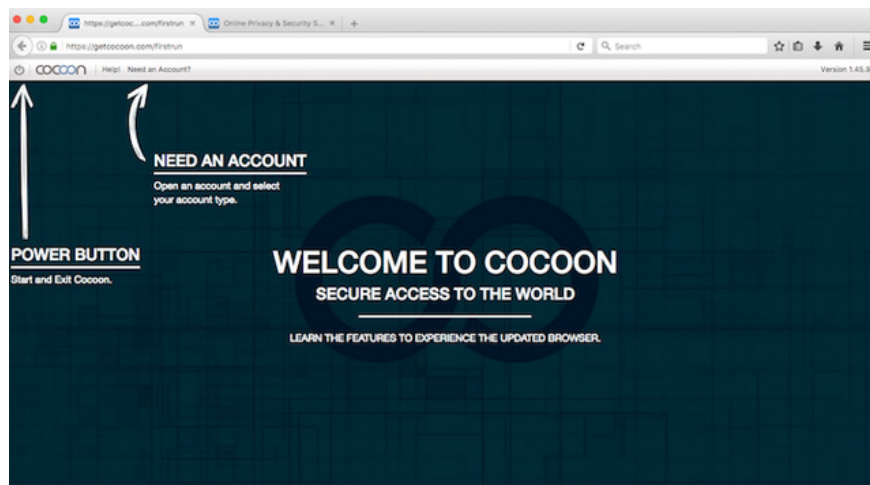 https://getcoc...com/firstrun
Online Privacy & Security S...
https://getcocoon.com/firstrun
Search
COCOON
Help!
Need an Account?
Version 1.45.9
NEED AN ACCOUNT
Open an account and select
your account type.
POWER BUTTON
Start and Exit Cocoon.
WELCOME TO COCOON
SECURE ACCESS TO THE WORLD
LEARN THE FEATURES TO EXPERIENCE THE UPDATED BROWSER.